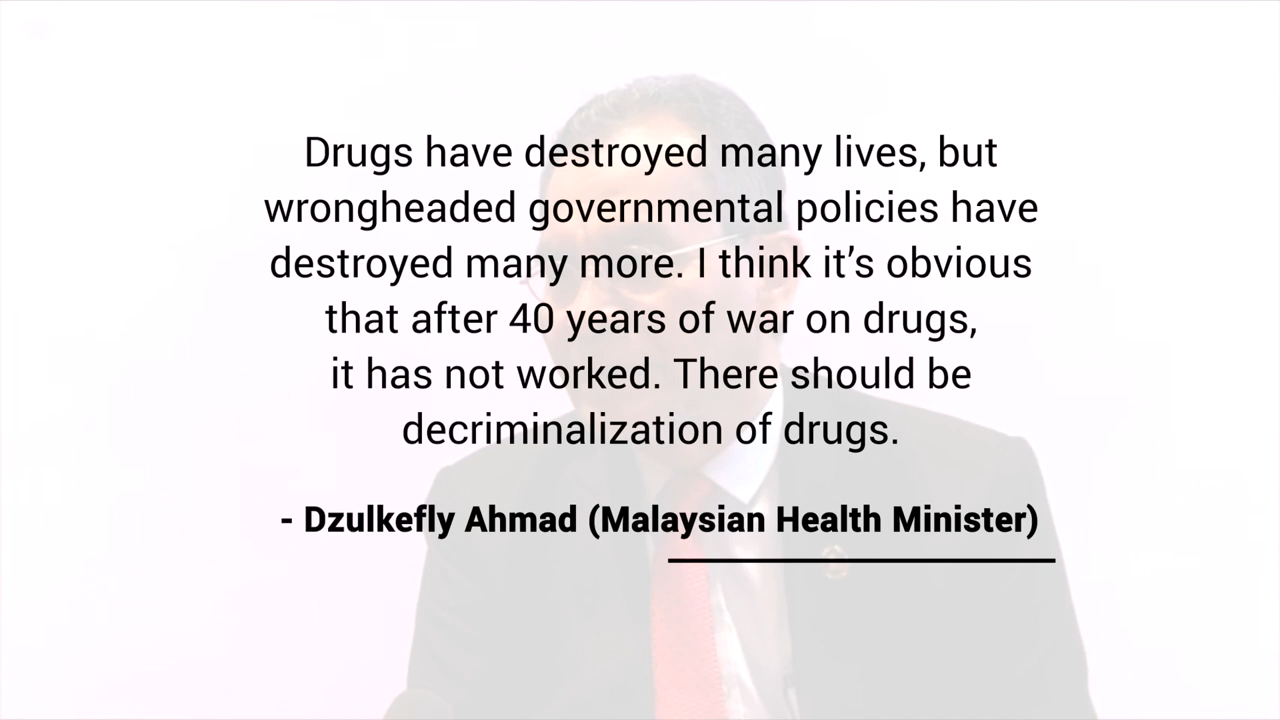 Drugs have destroyed many lives, but
wrongheaded governmental policies have
destroyed many more. I think it’s obvious
that after 40 years of war on drugs,
it has not worked. There should be
decriminalization of drugs.
- Dzulkefly Ahmad (Malaysian Health Minister)